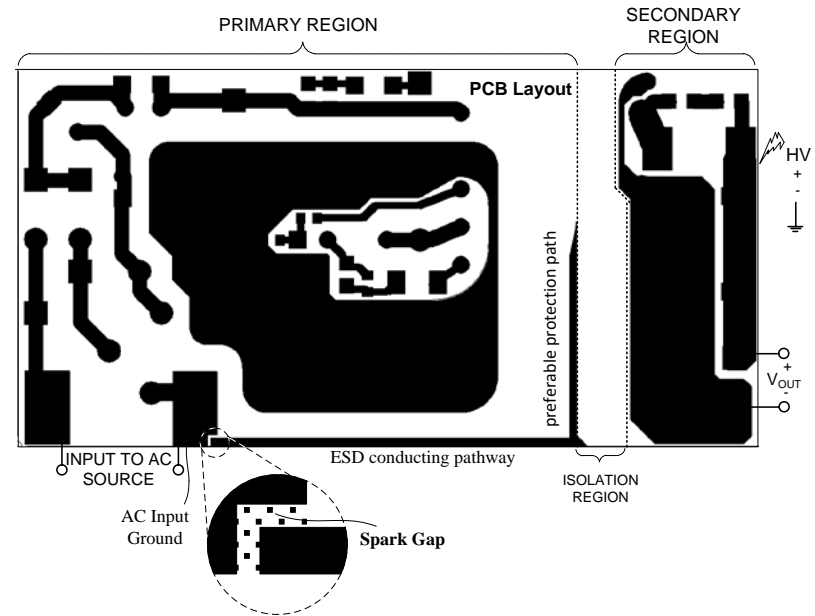 PRIMARY REGION
SECONDARY
REGION
PCB Layout
HV
+
-
preferable protection path
+
VOUT
-
ESD conducting pathway
INPUT TO AC
SOURCE
ISOLATION
REGION
AC Input
Ground
Spark Gap